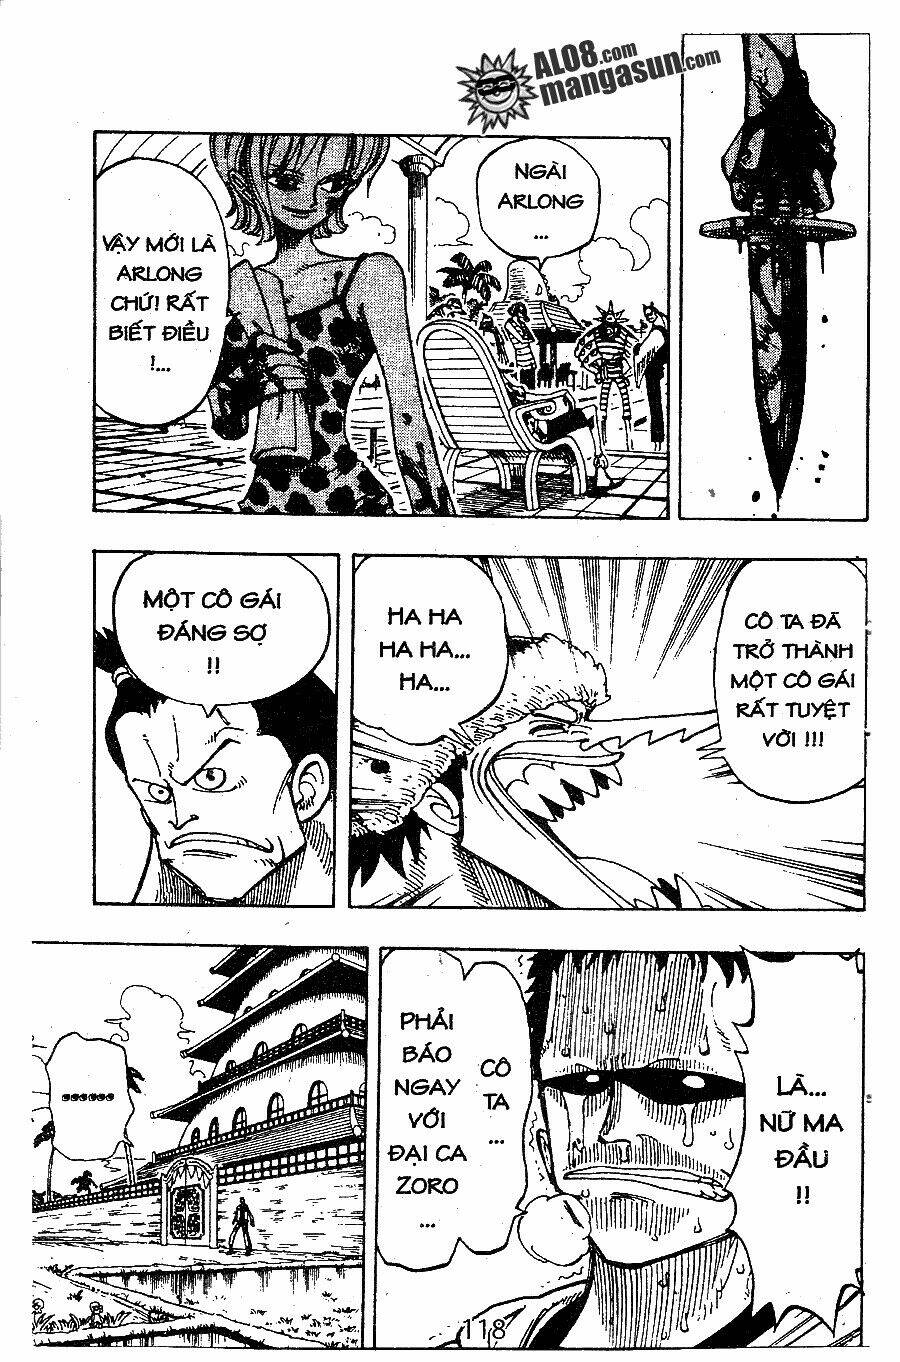 AL08.com
mangasun.com
NGÀI
ARLONG
...
VẬY MỚI LÀ
ARLONG
CHỨ! RẤT
BIẾT ĐIỀU
!...
CÔ TA ĐÃ
TRỞ THÀNH
MỘT CÔ GÁI
RẤT TUYỆT
VỜI !!!
HA HA
HA HA...
HA...
MỘT CÔ GÁI
ĐÁNG SỢ
!!
LÀ...
NỮ MA
ĐẦU
!!
CÔ
TA
...
PHẢI
BÁO
NGAY
VỚI
ĐẠI CA
ZORO
...
.......
118